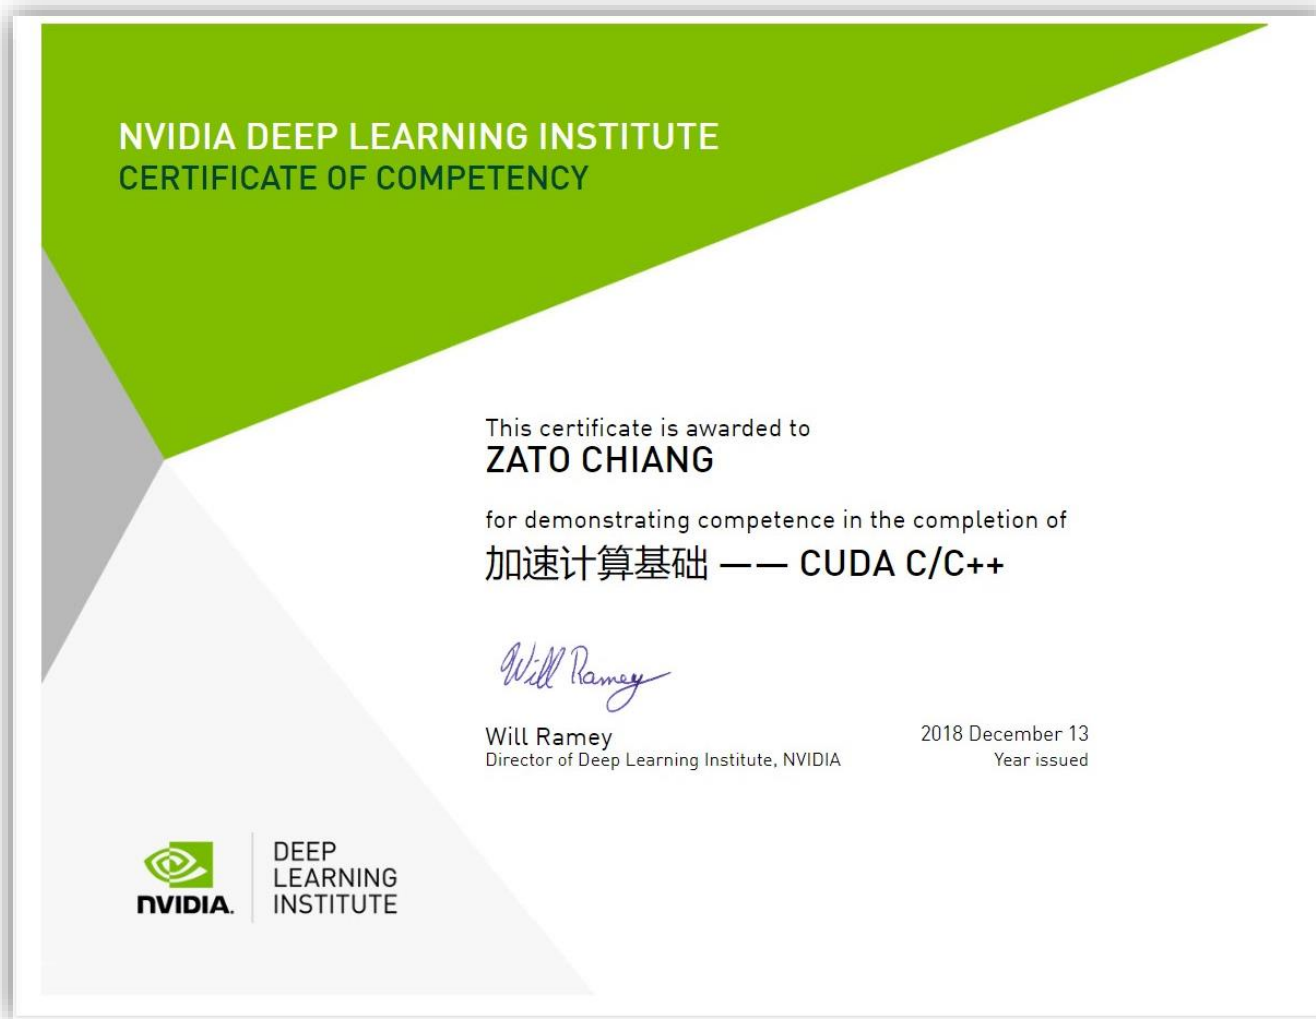 NVIDIA DEEP LEARNING INSTITUTE
CERTIFICATE OF COMPETENCY
This certificate is awarded to
ZATO CHIANG
for demonstrating competence in the completion of
加速计算基础 —— CUDA C/C++
Will Ramey
Will Ramey
Director of Deep Learning Institute, NVIDIA
2018 December 13
Year issued
NVIDIA.
DEEP
LEARNING
INSTITUTE